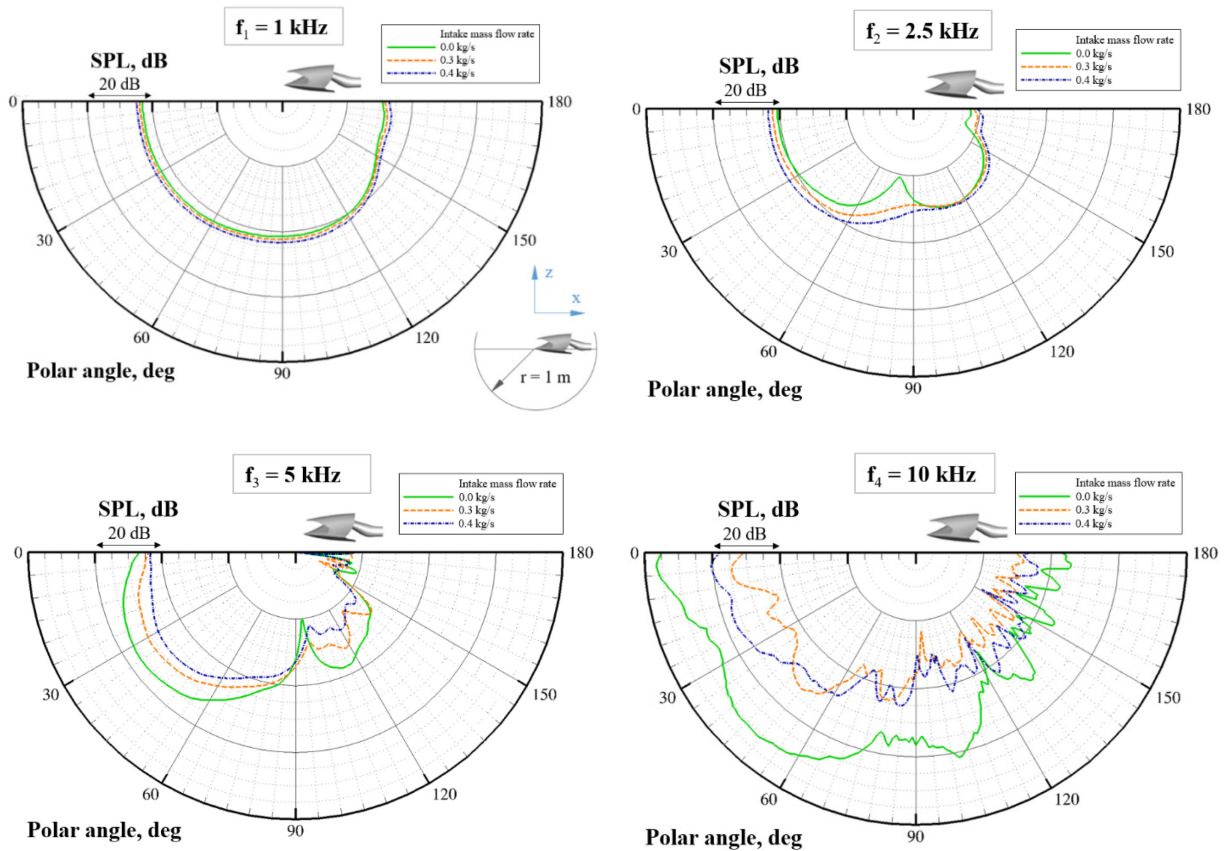 f₁ = 1 kHz
SPL, dB
20 dB
Intake mass flow rate
0.0 kg/s
0.3 kg/s
0.4 kg/s
0
180
30
150
60
120
90
Polar angle, deg
z
x
r = 1 m
f₂ = 2.5 kHz
SPL, dB
20 dB
Intake mass flow rate
0.0 kg/s
0.3 kg/s
0.4 kg/s
0
180
30
150
60
120
90
Polar angle, deg
f₃ = 5 kHz
SPL, dB
20 dB
Intake mass flow rate
0.0 kg/s
0.3 kg/s
0.4 kg/s
0
180
30
150
60
120
90
Polar angle, deg
f₄ = 10 kHz
SPL, dB
20 dB
Intake mass flow rate
0.0 kg/s
0.3 kg/s
0.4 kg/s
0
180
30
150
60
120
90
Polar angle, deg